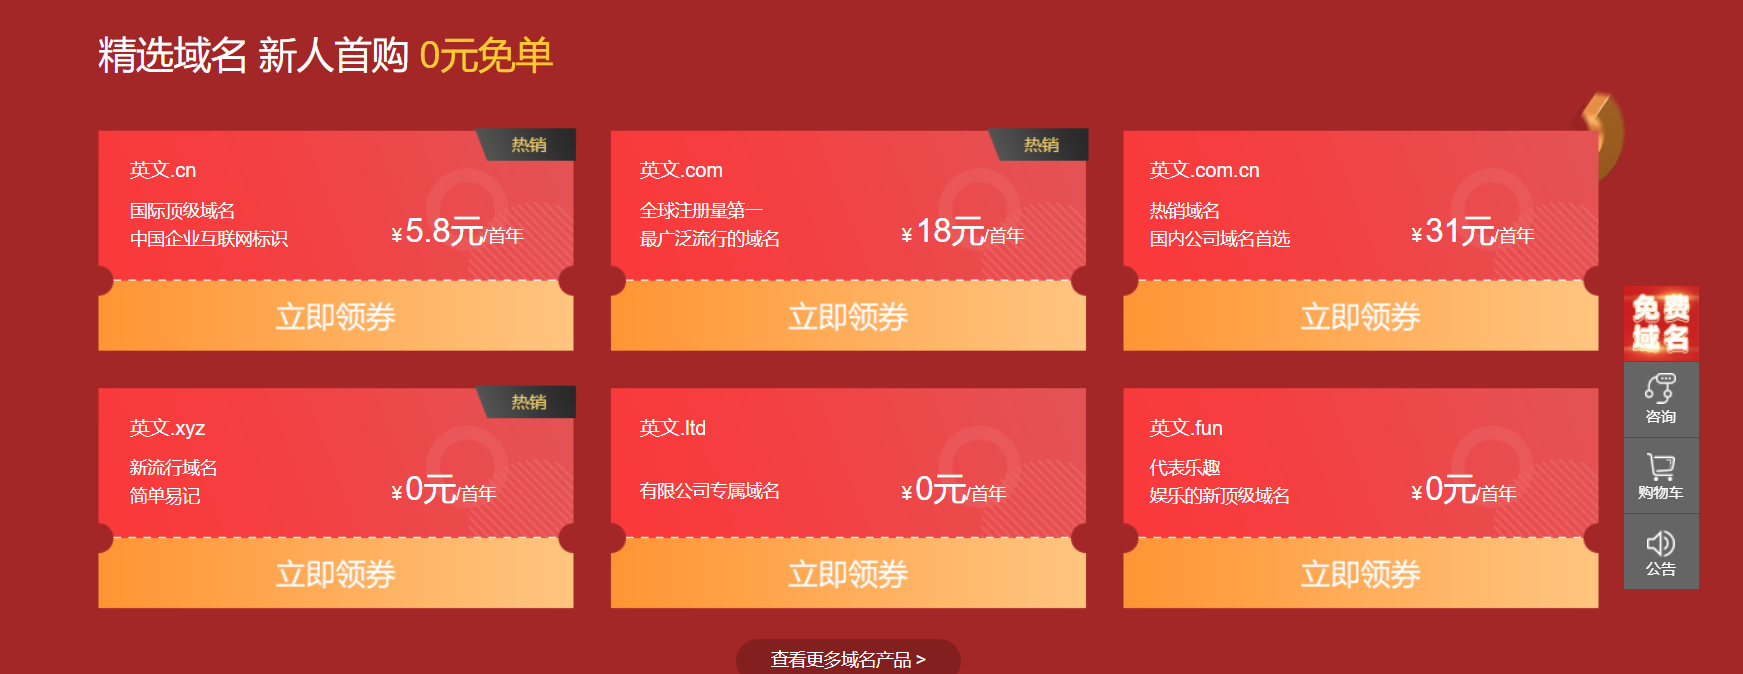 精选域名 新人首购 0元免单
热销
英文.cn
国际顶级域名
中国企业互联网标识
¥5.8元/首年
立即领券
热销
英文.com
全球注册量第一
最广泛流行的域名
¥18元/首年
立即领券
英文.com.cn
热销域名
国内公司域名首选
¥31元/首年
立即领券
热销
英文.xyz
新流行域名
简单易记
¥0元/首年
立即领券
英文.ltd
有限公司专属域名
¥0元/首年
立即领券
英文.fun
代表乐趣
娱乐的新顶级域名
¥0元/首年
立即领券
免费
域名
咨询
购物车
公告
查看更多域名产品 >